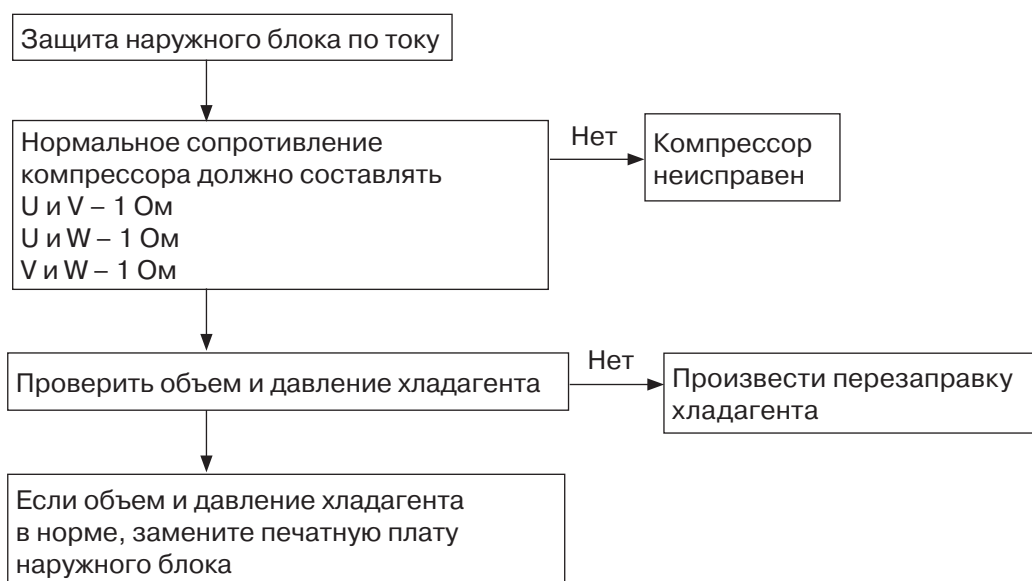 Защита наружного блока по току
Нормальное сопротивление
компрессора должно составлять
U и V – 1 Ом
U и W – 1 Ом
V и W – 1 Ом
Нет
Компрессор
неисправен
Проверить объем и давление хладагента
Нет
Произвести перезаправку
хладагента
Если объем и давление хладагента
в норме, замените печатную плату
наружного блока